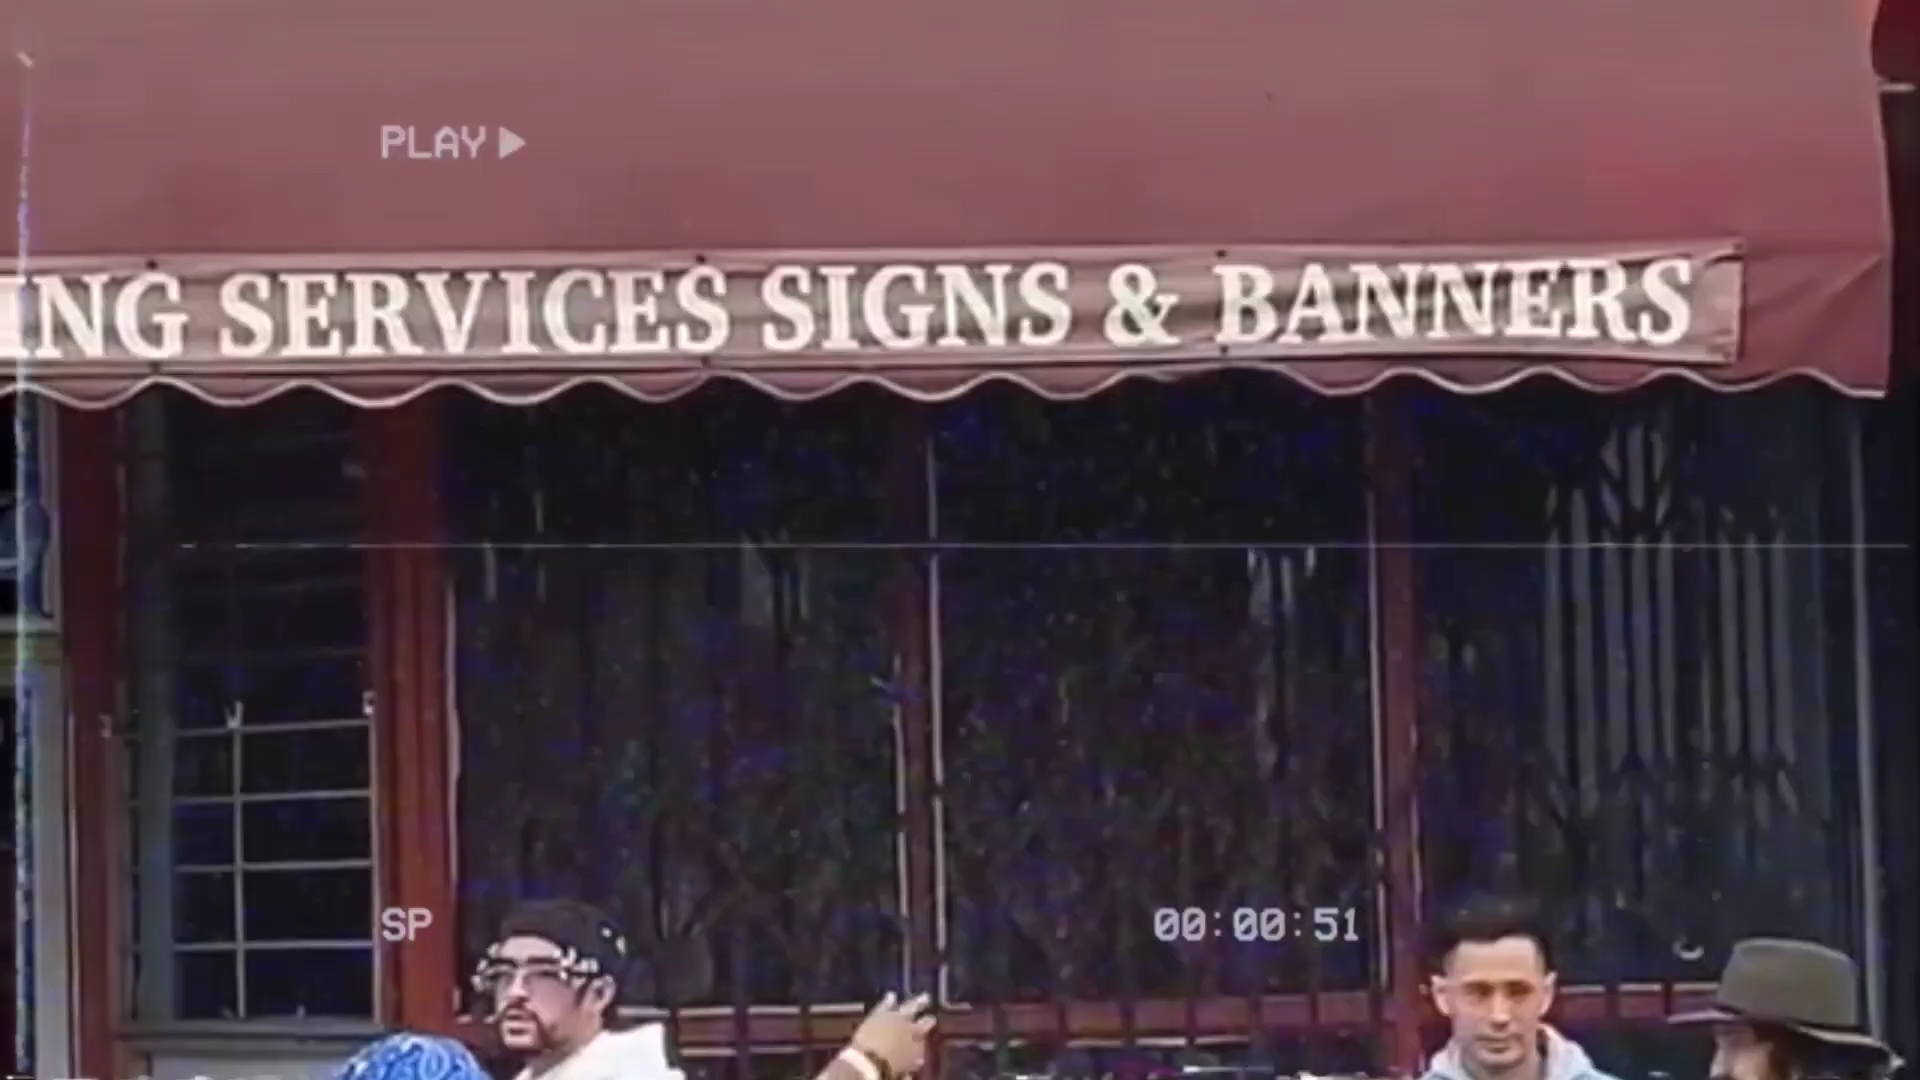 PLAY
ING SERVICES SIGNS & BANNERS
SP
00:00:51